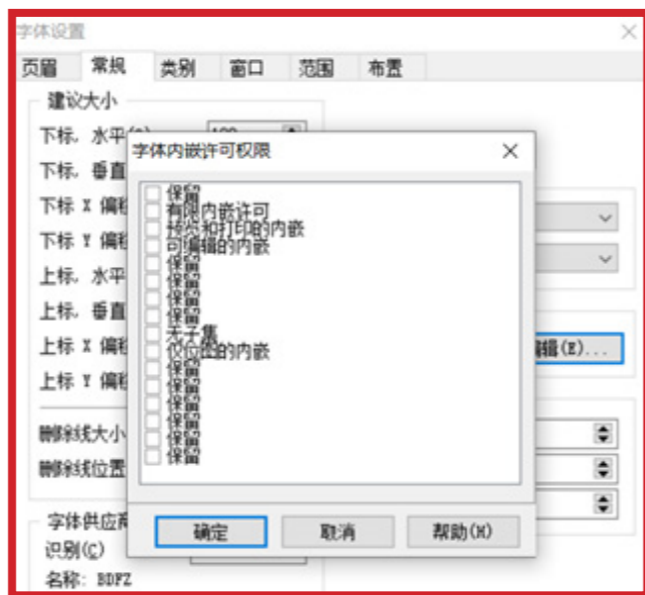 字体设置
页眉 常规 类别 窗口 范围 布置
建议大小
下标, 水平
字体内嵌许可权限
下标, 垂直
保留
有限内嵌许可
预览和打印的内嵌
可编辑的内嵌
保留
保留
保留
保留
无子集
仅位图的内嵌
保留
保留
保留
保留
保留
保留
下标 X 偏移
下标 Y 偏移
上标, 水平
上标, 垂直
上标 X 偏移
上标 Y 偏移
编辑(E)...
删除线大小
删除线位置
字体供应商
确定 取消 帮助(H)
识别(C)
名称: BDFZ